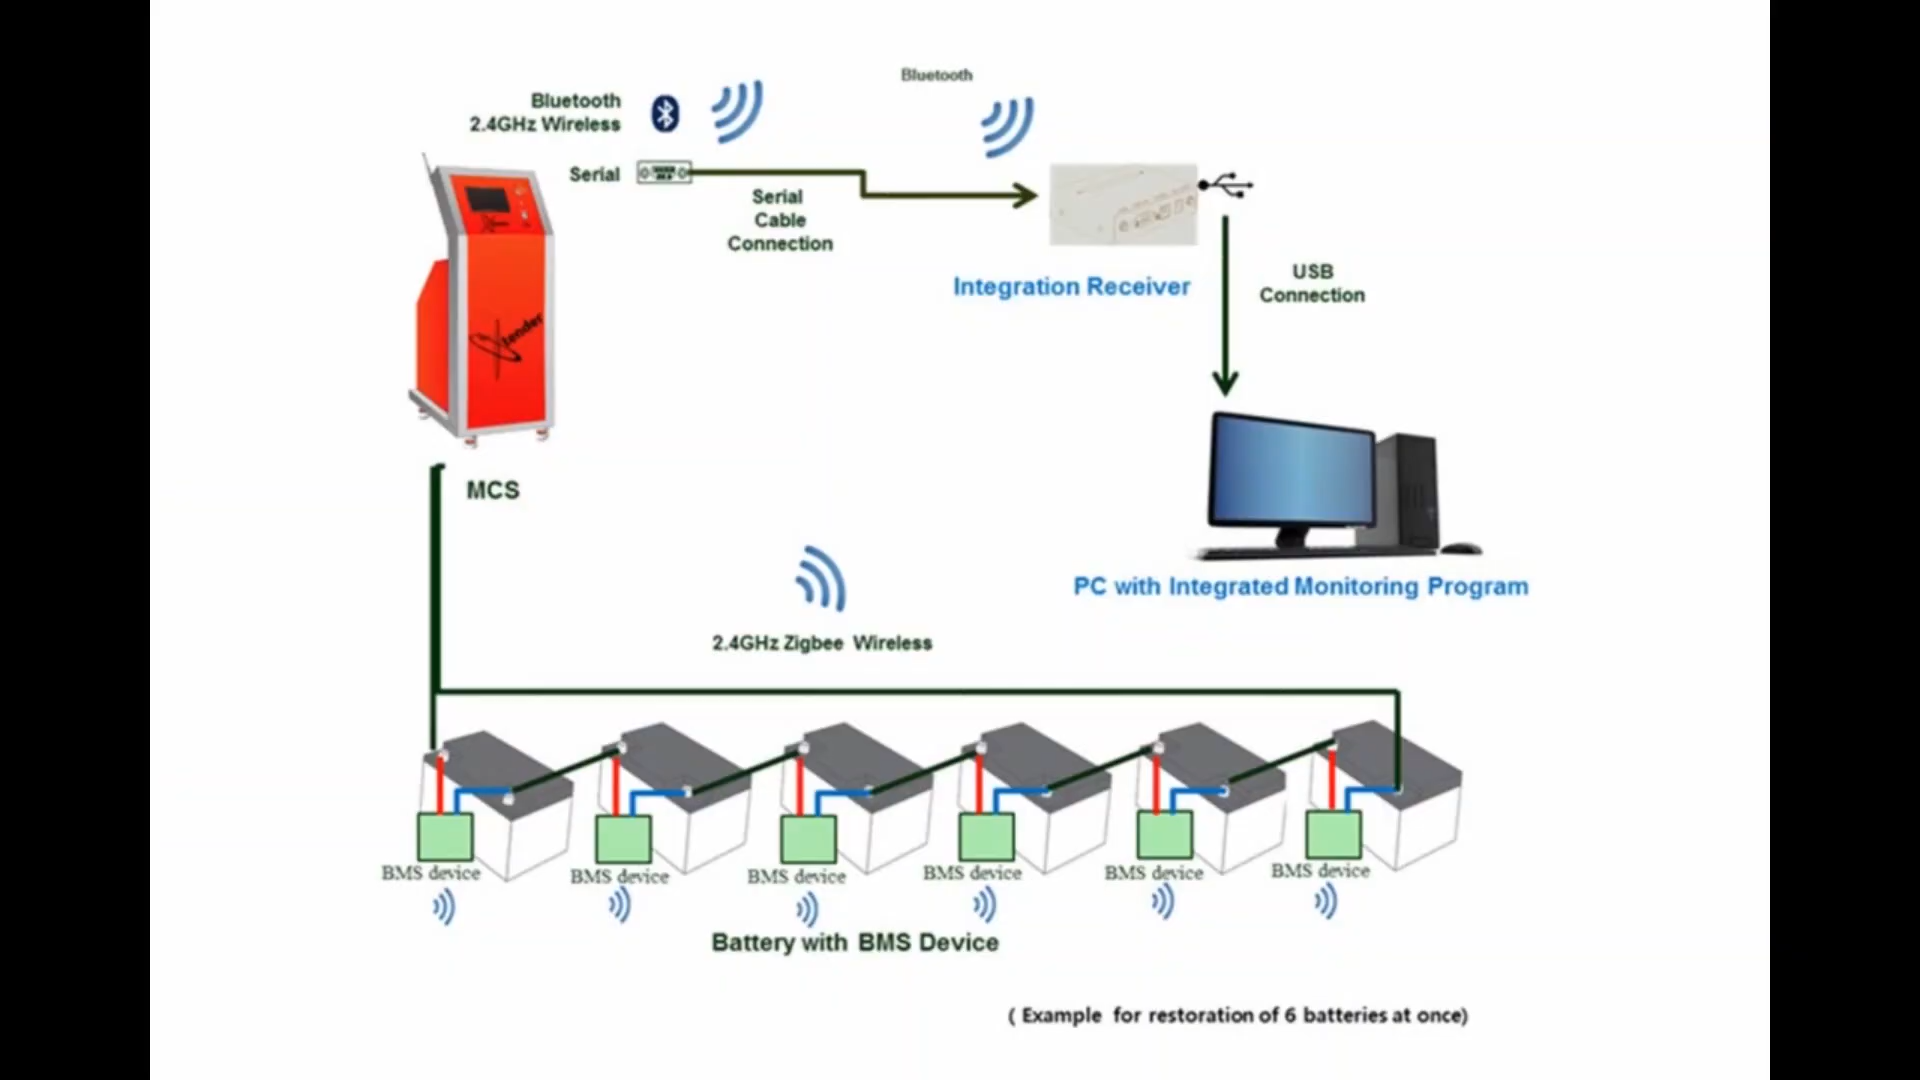 Bluetooth
Bluetooth
2.4GHz Wireless
Serial
Serial
Cable
Connection
Integration Receiver
USB
Connection
Xtender
MCS
PC with Integrated Monitoring Program
2.4GHz Zigbee Wireless
BMS device
BMS device
BMS device
BMS device
BMS device
BMS device
Battery with BMS Device
( Example for restoration of 6 batteries at once)